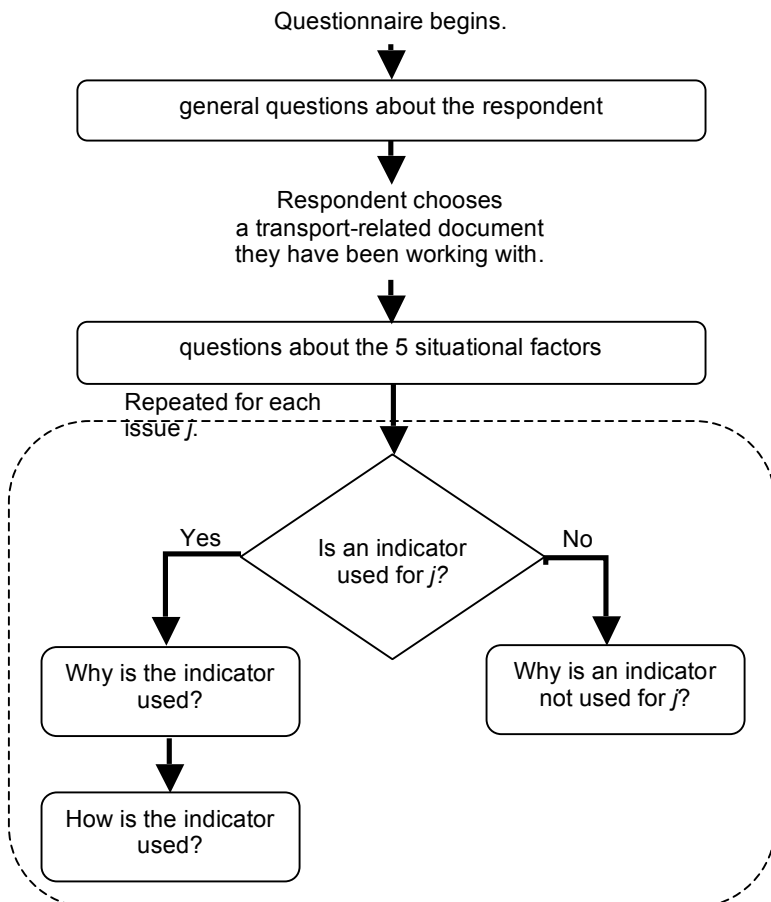 Questionnaire begins.
general questions about the respondent
Respondent chooses
a transport-related document
they have been working with.
questions about the 5 situational factors
Repeated for each
issue j.
Is an indicator
used for j?
Yes
No
Why is the indicator
used?
Why is an indicator
not used for j?
How is the indicator
used?